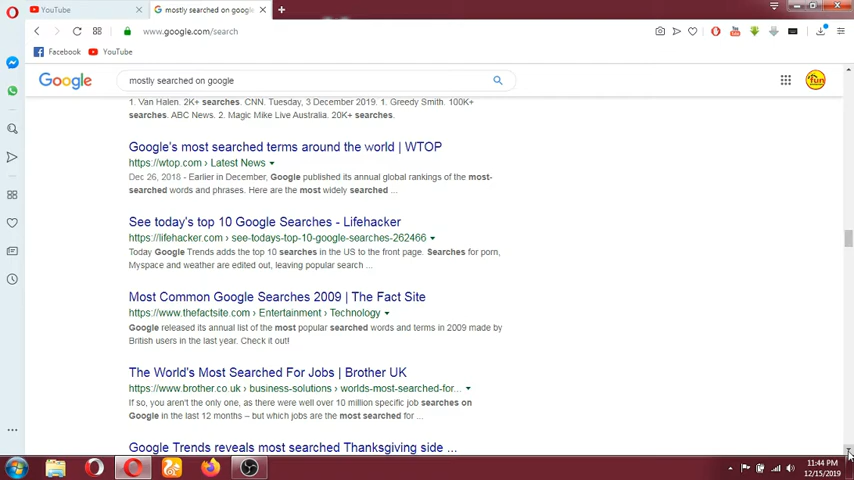 YouTube
mostly searched on google
www.google.com/search
Facebook
YouTube
Google
mostly searched on google
fun
1. Van Halen. 2K+ searches. CNN. Tuesday, 3 December 2019. 1. Greedy Smith. 100K+
searches. ABC News. 2. Magic Mike Live Australia. 20K+ searches.
Google's most searched terms around the world | WTOP
https://wtop.com › Latest News
Dec 26, 2018 - Earlier in December, Google published its annual global rankings of the most-
searched words and phrases. Here are the most widely searched ...
See today's top 10 Google Searches - Lifehacker
https://lifehacker.com › see-todays-top-10-google-searches-262466
Today Google Trends adds the top 10 searches in the US to the front page. Searches for porn,
Myspace and weather are edited out, leaving popular search ...
Most Common Google Searches 2009 | The Fact Site
https://www.thefactsite.com › Entertainment › Technology
Google released its annual list of the most popular searched words and terms in 2009 made by
British users in the last year. Check it out!
The World's Most Searched For Jobs | Brother UK
https://www.brother.co.uk › business-solutions › worlds-most-searched-for...
If so, you aren't the only one, as there were well over 10 million specific job searches on
Google in the last 12 months – but which jobs are the most searched for ...
Google Trends reveals most searched Thanksgiving side ...
11:44 PM
12/15/2019